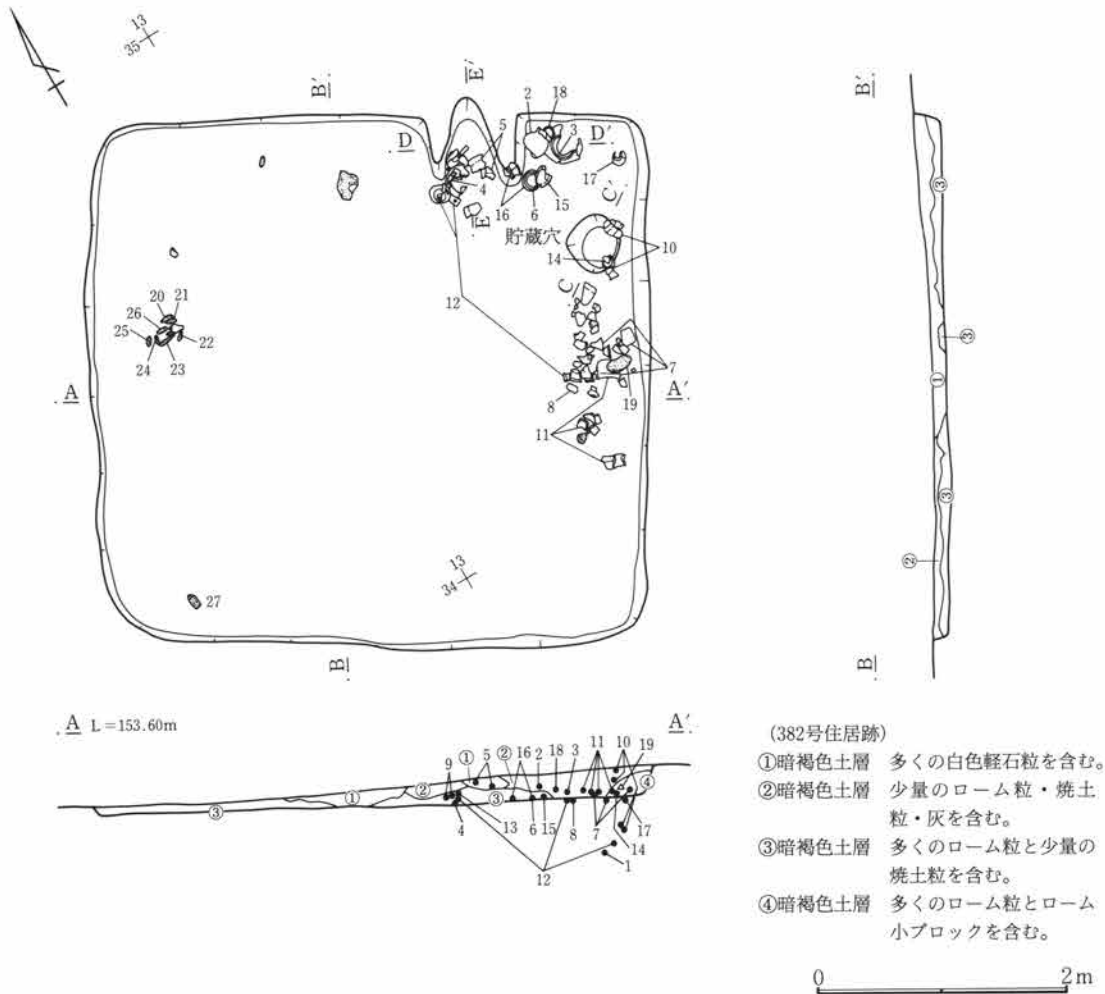 13
35
B'
E'
2
18
5
3
D
D'
17
4
C'
16
6
15
E
貯蔵穴
10
14
C
12
20
21
26
25
22
24
23
7
A
A'
8
19
11
13
34
27
B
B'
③
③
①
③
②
B
A L=153.60m
A'
9
①
5
②
16
2
18
3
11
10
19
④
②
①
③
③
4
13
6
15
8
7
17
14
12
1
(382号住居跡)
①暗褐色土層 多くの白色軽石粒を含む。
②暗褐色土層 少量のローム粒・焼土
粒・灰を含む。
③暗褐色土層 多くのローム粒と少量の
焼土粒を含む。
④暗褐色土層 多くのローム粒とローム
小ブロックを含む。
0
2m